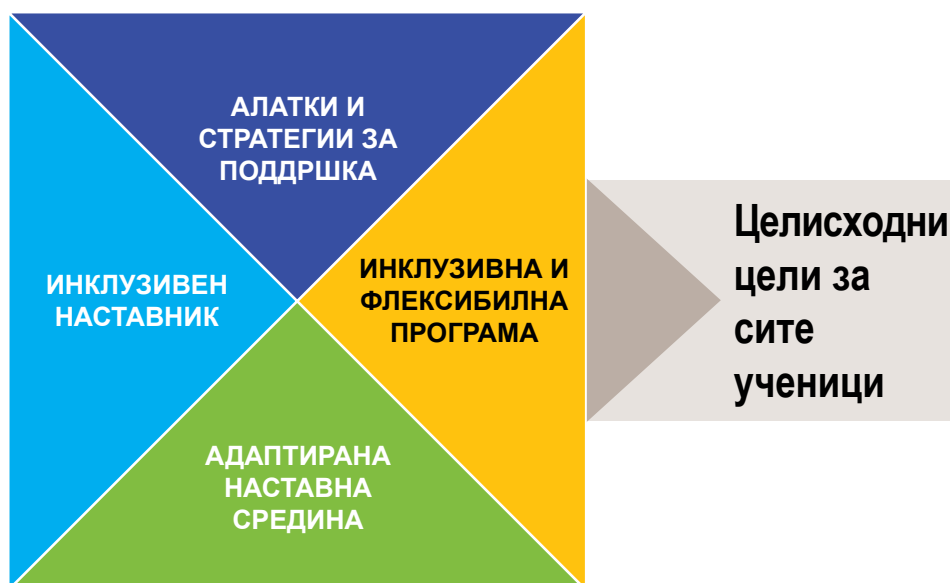 АЛАТКИ И
СТРАТЕГИИ ЗА
ПОДДРШКА
ИНКЛУЗИВЕН
НАСТАВНИК
ИНКЛУЗИВНА И
ФЛЕКСИБИЛНА
ПРОГРАМА
АДАПТИРАНА
НАСТАВНА
СРЕДИНА
Целисходни
цели за
сите
ученици